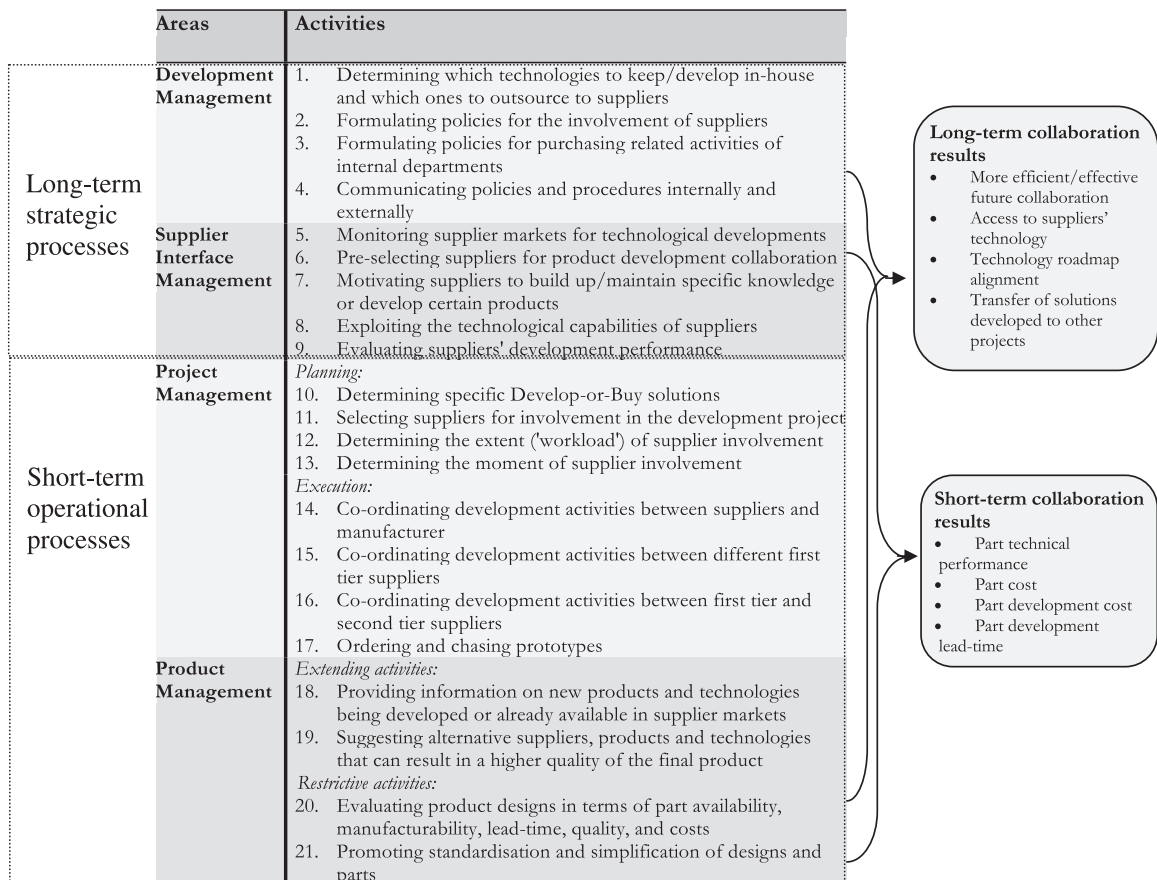 Areas
Activities
Long-term
strategic
processes
Development
Management
1. Determining which technologies to keep/develop in-house
and which ones to outsource to suppliers
2. Formulating policies for the involvement of suppliers
3. Formulating policies for purchasing related activities of
internal departments
4. Communicating policies and procedures internally and
externally
Supplier
Interface
Management
5. Monitoring supplier markets for technological developments
6. Pre-selecting suppliers for product development collaboration
7. Motivating suppliers to build up/maintain specific knowledge
or develop certain products
8. Exploiting the technological capabilities of suppliers
9. Evaluating suppliers' development performance
Short-term
operational
processes
Project
Management
Planning:
10. Determining specific Develop-or-Buy solutions
11. Selecting suppliers for involvement in the development project
12. Determining the extent ('workload') of supplier involvement
13. Determining the moment of supplier involvement
Execution:
14. Co-ordinating development activities between suppliers and
manufacturer
15. Co-ordinating development activities between different first
tier suppliers
16. Co-ordinating development activities between first tier and
second tier suppliers
17. Ordering and chasing prototypes
Product
Management
Extending activities:
18. Providing information on new products and technologies
being developed or already available in supplier markets
19. Suggesting alternative suppliers, products and technologies
that can result in a higher quality of the final product
Restrictive activities:
20. Evaluating product designs in terms of part availability,
manufacturability, lead-time, quality, and costs
21. Promoting standardisation and simplification of designs and
parts
Long-term collaboration
results
• More efficient/effective
future collaboration
• Access to suppliers'
technology
• Technology roadmap
alignment
• Transfer of solutions
developed to other
projects
Short-term collaboration
results
• Part technical
performance
• Part cost
• Part development cost
• Part development
lead-time